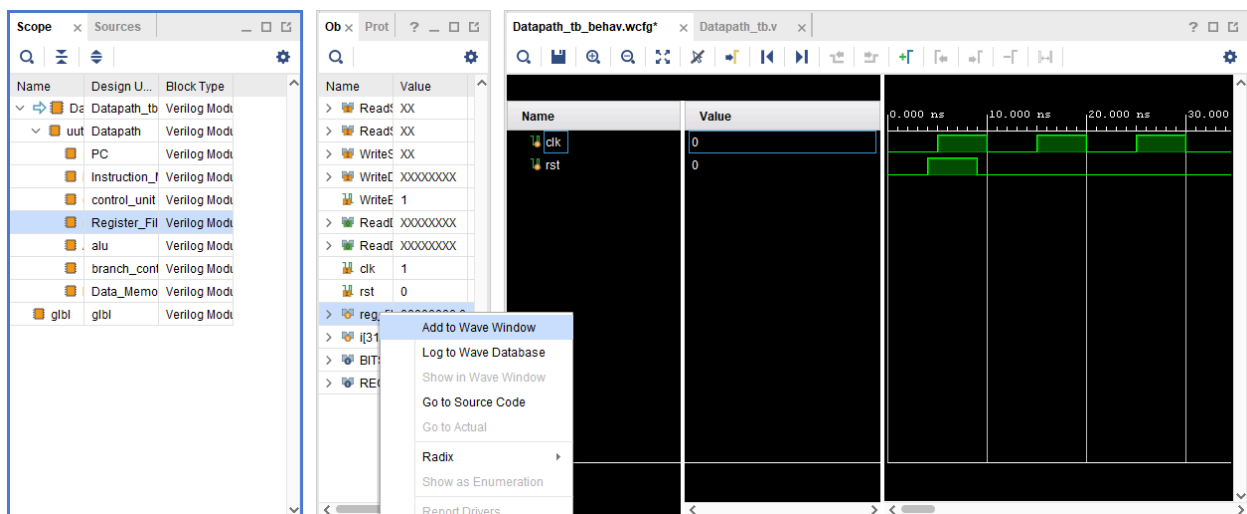 Scope × Sources
Name Design U... Block Type
Da Datapath_tb Verilog Modu
uut Datapath Verilog Modu
PC Verilog Modu
Instruction_ Verilog Modu
control_unit Verilog Modu
Register_Fil Verilog Modu
alu Verilog Modu
branch_cont Verilog Modu
Data_Memo Verilog Modu
glbl glbl Verilog Modu
Ob × Prot ?
Name Value
ReadS XX
ReadS XX
WriteS XX
WriteD XXXXXXXX
WriteE 1
ReadD XXXXXXXX
ReadD XXXXXXXX
clk 1
rst 0
reg_
i[31
BITS
REG
Add to Wave Window
Log to Wave Database
Show in Wave Window
Go to Source Code
Go to Actual
Radix
Show as Enumeration
Report Drivers
Datapath_tb_behav.wcfg* × Datapath_tb.v × ?
Name Value
clk 0
rst 0
0.000 ns 10.000 ns 20.000 ns 30.000